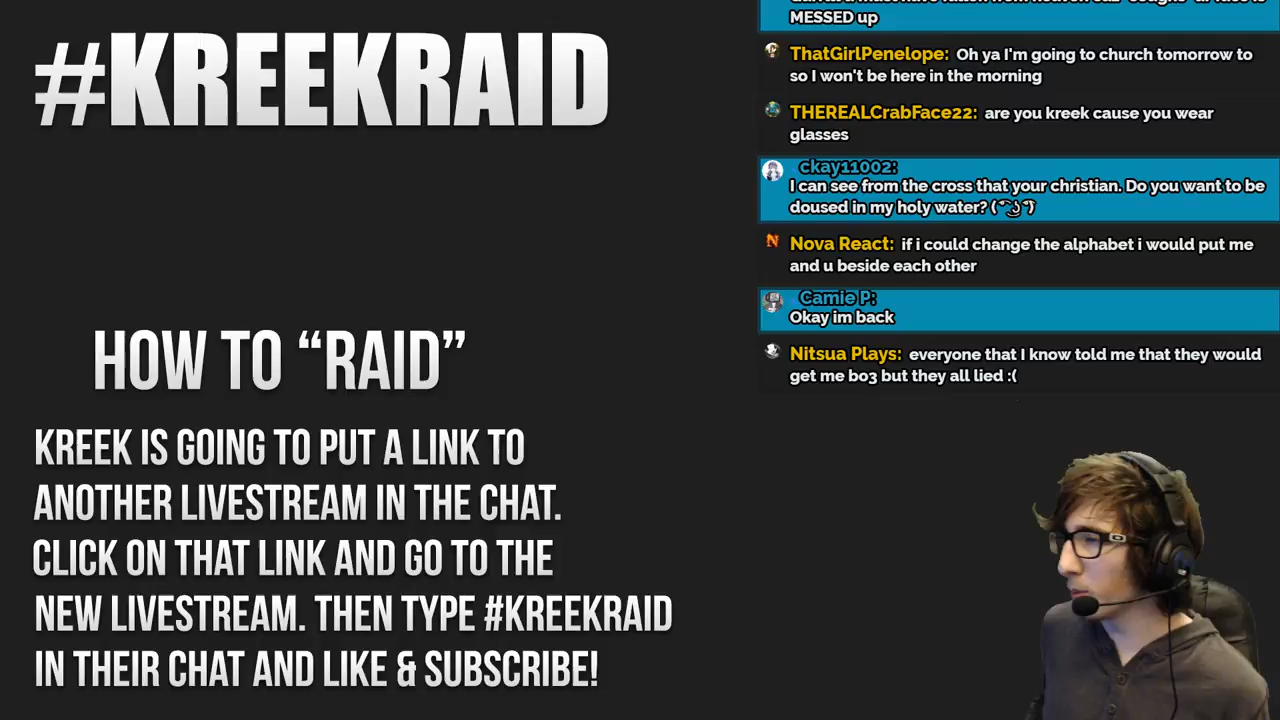 #KREEKRAID
HOW TO “RAID”
KREEK IS GOING TO PUT A LINK TO
ANOTHER LIVESTREAM IN THE CHAT.
CLICK ON THAT LINK AND GO TO THE
NEW LIVESTREAM. THEN TYPE #KREEKRAID
IN THEIR CHAT AND LIKE & SUBSCRIBE!
MESSED up
ThatGirlPenelope: Oh ya I'm going to church tomorrow to
so I won't be here in the morning
THEREALCrabFace22: are you kreek cause you wear
glasses
ckay11002:
I can see from the cross that your christian. Do you want to be
doused in my holy water? ( ͡° ͜ʖ ͡°)
Nova React: if i could change the alphabet i would put me
and u beside each other
Camie P:
Okay im back
Nitsua Plays: everyone that I know told me that they would
get me bo3 but they all lied :(